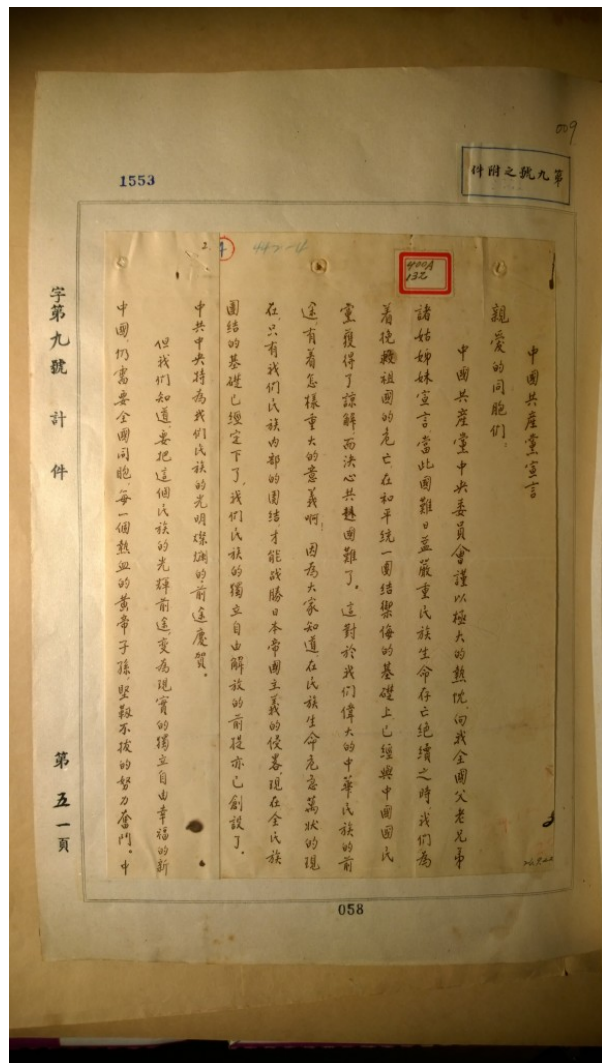 009
第九號之附件
1553
400A
132
442-4
2
中國共產黨宣言
親愛的同胞們，
中國共產黨中央委員會謹以極大的熱忱向我全國父老兄弟
諸姑姊妹宣言當此國難日益嚴重民族生命存亡絕續之時我們為
着挽救祖國的危亡在和平統一團結禦侮的基礎上已經與中國國民
黨獲得了諒解而決心共赴國難了。這對於我們偉大的中華民族的前
途有着怎樣重大的意義啊 因為大家知道在民族生命危急萬狀的現
在只有我們民族內部的團結才能战勝日本帝國主義的侵畧現在全民族
團結的基礎已經定下了我們民族的獨立自由解放的前提亦已創設了。
中共中央特為我們民族的光明燦爛的前途慶賀。
但我們知道要把這個民族的光輝前途變為現實的獨立自由幸福的新
中國仍需要全國同胞每一個熱血的黃帝子孫堅靱不拔的努力奮鬥。中
字第九號 計 件 第五一頁
058